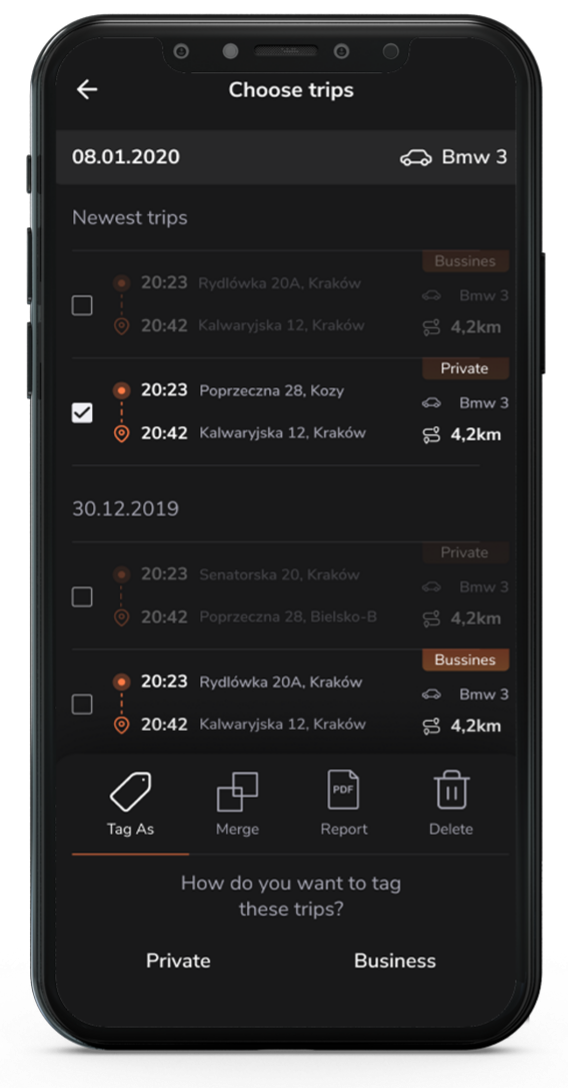 Choose trips
08.01.2020 Bmw 3
Newest trips
Bussines
20:23 Rydlówka 20A, Kraków
Bmw 3
20:42 Kalwaryjska 12, Kraków 4,2km
Private
20:23 Poprzeczna 28, Kozy
Bmw 3
20:42 Kalwaryjska 12, Kraków 4,2km
30.12.2019
Private
20:23 Senatorska 20, Kraków
Bmw 3
20:42 Poprzeczna 28, Bielsko-B 4,2km
Bussines
20:23 Rydlówka 20A, Kraków
Bmw 3
20:42 Kalwaryjska 12, Kraków 4,2km
PDF
Tag As Merge Report Delete
How do you want to tag
these trips?
Private Business